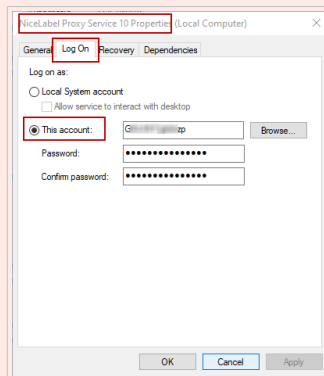 NiceLabel Proxy Service 10 Properties (Local Computer)
General Log On Recovery Dependencies
Log on as:
Local System account
Allow service to interact with desktop
This account: Browse...
Password: •••••••••••••••
Confirm password: •••••••••••••••
OK Cancel Apply